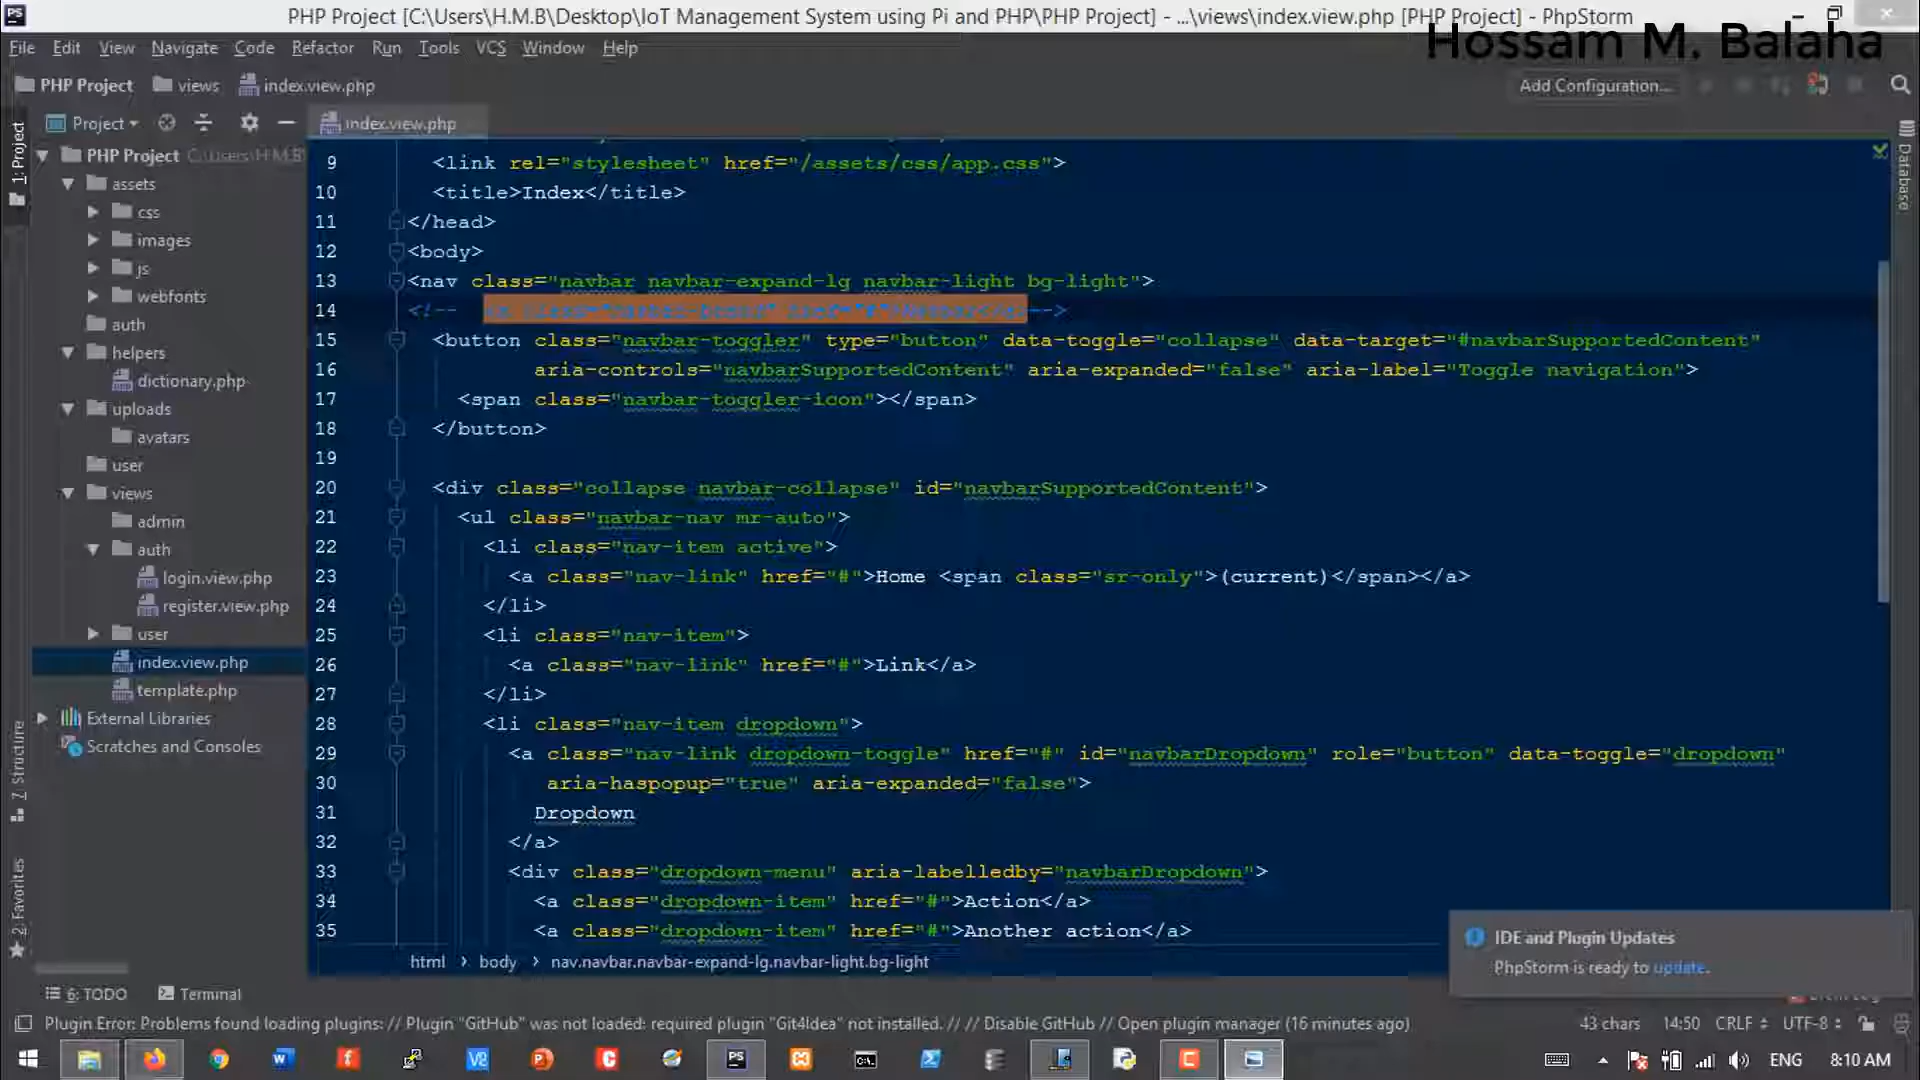 PHP Project [C:\Users\H.M.B\Desktop\IoT Management System using Pi and PHP\PHP Project] - ...\views\index.view.php [PHP Project] - PhpStorm
File Edit View Navigate Code Refactor Run Tools VCS Window Help
Hossam M. Balaha
PHP Project views index.view.php
Add Configuration...
Project
index.view.php
1: Project
Database
7: Structure
2: Favorites
PHP Project C:\Users\H.M.B\
assets
css
images
js
webfonts
auth
helpers
dictionary.php
uploads
avatars
user
views
admin
auth
login.view.php
register.view.php
user
index.view.php
template.php
External Libraries
Scratches and Consoles
9 <link rel="stylesheet" href="/assets/css/app.css">
10 <title>Index</title>
11 </head>
12 <body>
13 <nav class="navbar navbar-expand-lg navbar-light bg-light">
14 <!-- <a class="navbar-brand" href="#">Navbar</a>-->
15 <button class="navbar-toggler" type="button" data-toggle="collapse" data-target="#navbarSupportedContent"
16 aria-controls="navbarSupportedContent" aria-expanded="false" aria-label="Toggle navigation">
17 <span class="navbar-toggler-icon"></span>
18 </button>
19
20 <div class="collapse navbar-collapse" id="navbarSupportedContent">
21 <ul class="navbar-nav mr-auto">
22 <li class="nav-item active">
23 <a class="nav-link" href="#">Home <span class="sr-only">(current)</span></a>
24 </li>
25 <li class="nav-item">
26 <a class="nav-link" href="#">Link</a>
27 </li>
28 <li class="nav-item dropdown">
29 <a class="nav-link dropdown-toggle" href="#" id="navbarDropdown" role="button" data-toggle="dropdown"
30 aria-haspopup="true" aria-expanded="false">
31 Dropdown
32 </a>
33 <div class="dropdown-menu" aria-labelledby="navbarDropdown">
34 <a class="dropdown-item" href="#">Action</a>
35 <a class="dropdown-item" href="#">Another action</a>
html › body › nav.navbar.navbar-expand-lg.navbar-light.bg-light
IDE and Plugin Updates
PhpStorm is ready to update.
6: TODO Terminal
Plugin Error: Problems found loading plugins: // Plugin "GitHub" was not loaded: required plugin "Git4Idea" not installed. // // Disable GitHub // Open plugin manager (16 minutes ago)
43 chars 14:50 CRLF UTF-8
ENG 8:10 AM